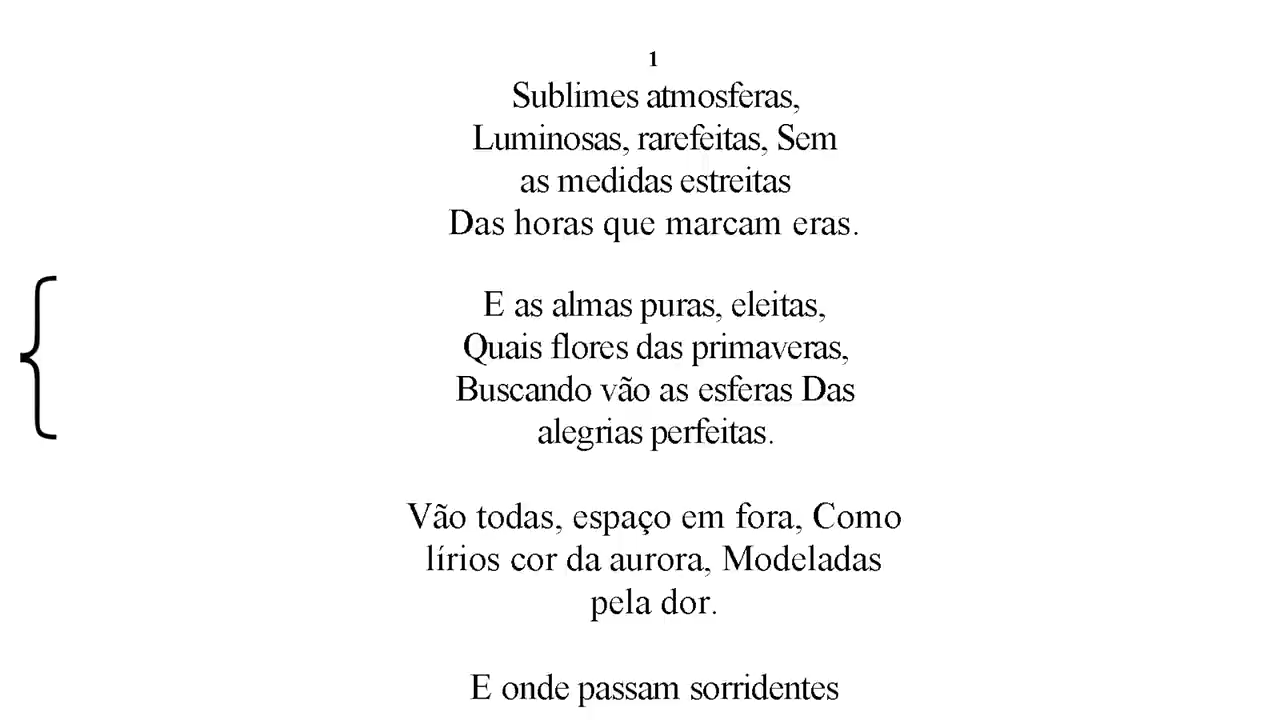 1
Sublimes atmosferas,
Luminosas, rarefeitas, Sem
as medidas estreitas
Das horas que marcam eras.
E as almas puras, eleitas,
Quais flores das primaveras,
Buscando vão as esferas Das
alegrias perfeitas.
Vão todas, espaço em fora, Como
lírios cor da aurora, Modeladas
pela dor.
E onde passam sorridentes